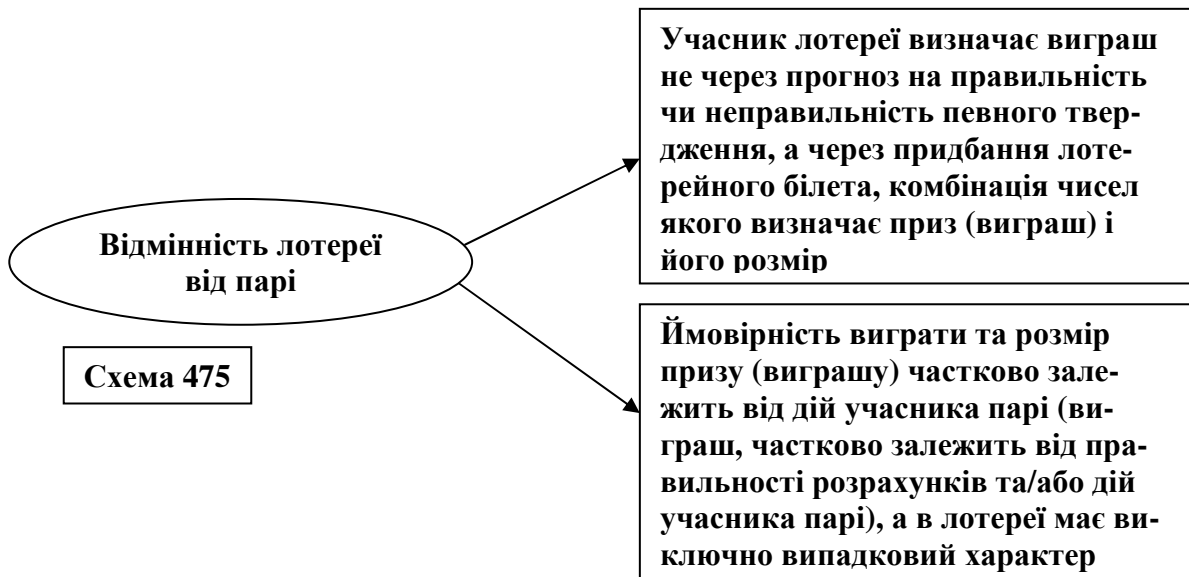 Відмінність лотереї
від парі
Схема 475
Учасник лотереї визначає виграш
не через прогноз на правильність
чи неправильність певного твер-
дження, а через придбання лоте-
рейного білета, комбінація чисел
якого визначає приз (виграш) і
його розмір
Ймовірність виграти та розмір
призу (виграшу) частково зале-
жить від дій учасника парі (ви-
граш, частково залежить від пра-
вильності розрахунків та/або дій
учасника парі), а в лотереї має ви-
ключно випадковий характер